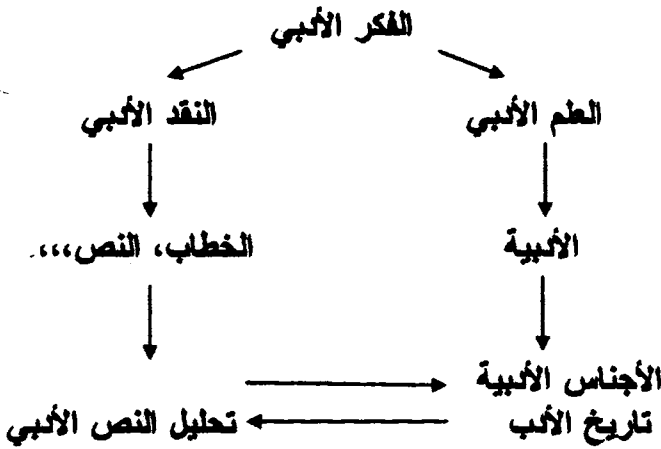 الفكر الأدبي
العلم الأدبي
النقد الأدبي
الأدبية
الخطاب، النص،،،.
الأجناس الأدبية
تاريخ الأدب
تحليل النص الأدبي